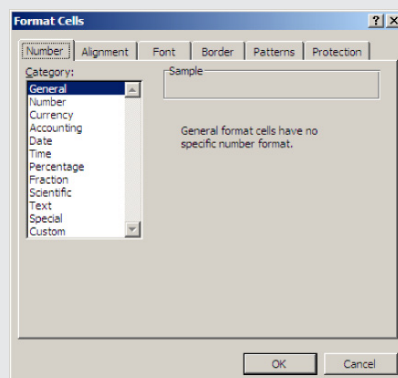 Format Cells
Number Alignment Font Border Patterns Protection
Category:
General
Number
Currency
Accounting
Date
Time
Percentage
Fraction
Scientific
Text
Special
Custom
Sample
General format cells have no
specific number format.
OK Cancel